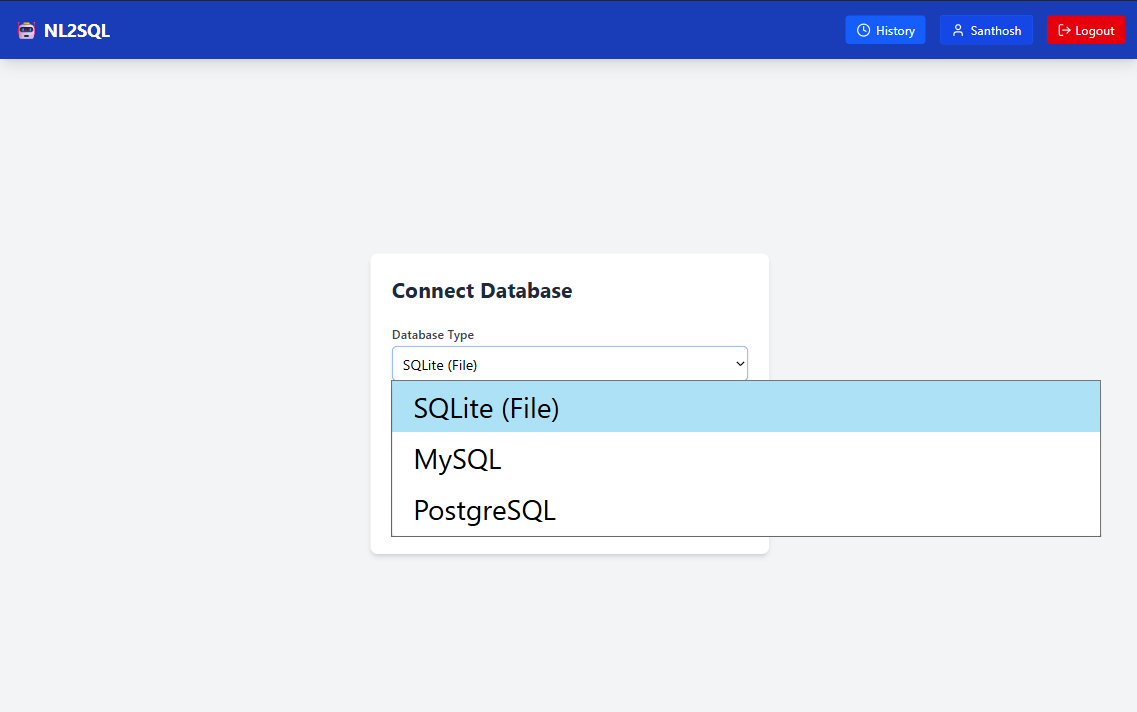 NL2SQL
History
Santhosh
Logout
Connect Database
Database Type
SQLite (File)
SQLite (File)
MySQL
PostgreSQL